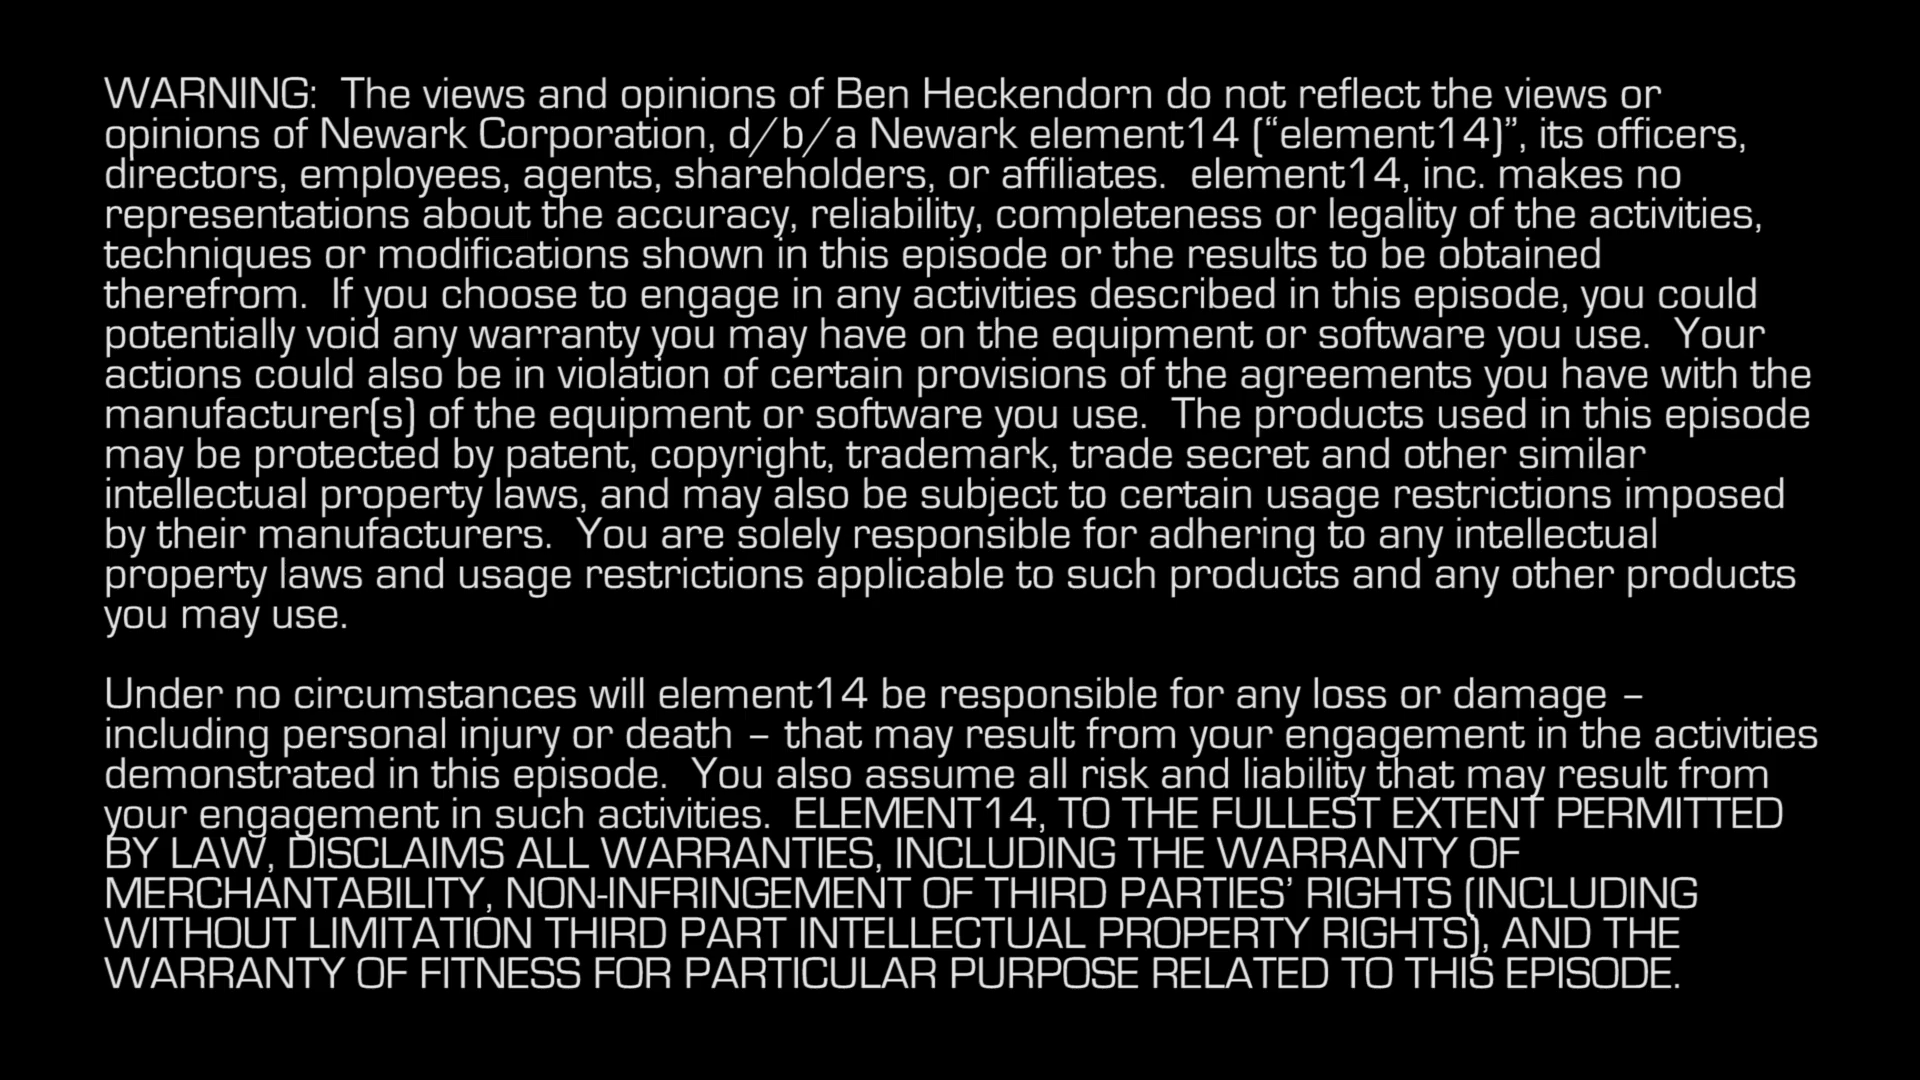 WARNING:  The views and opinions of Ben Heckendorn do not reflect the views or
opinions of Newark Corporation, d/b/a Newark element14 (“element14)”, its officers,
directors, employees, agents, shareholders, or affiliates.  element14, inc. makes no
representations about the accuracy, reliability, completeness or legality of the activities,
techniques or modifications shown in this episode or the results to be obtained
therefrom.  If you choose to engage in any activities described in this episode, you could
potentially void any warranty you may have on the equipment or software you use.  Your
actions could also be in violation of certain provisions of the agreements you have with the
manufacturer(s) of the equipment or software you use.  The products used in this episode
may be protected by patent, copyright, trademark, trade secret and other similar
intellectual property laws, and may also be subject to certain usage restrictions imposed
by their manufacturers.  You are solely responsible for adhering to any intellectual
property laws and usage restrictions applicable to such products and any other products
you may use.
Under no circumstances will element14 be responsible for any loss or damage –
including personal injury or death – that may result from your engagement in the activities
demonstrated in this episode.  You also assume all risk and liability that may result from
your engagement in such activities.  ELEMENT14, TO THE FULLEST EXTENT PERMITTED
BY LAW, DISCLAIMS ALL WARRANTIES, INCLUDING THE WARRANTY OF
MERCHANTABILITY, NON-INFRINGEMENT OF THIRD PARTIES’ RIGHTS (INCLUDING
WITHOUT LIMITATION THIRD PART INTELLECTUAL PROPERTY RIGHTS), AND THE
WARRANTY OF FITNESS FOR PARTICULAR PURPOSE RELATED TO THIS EPISODE.